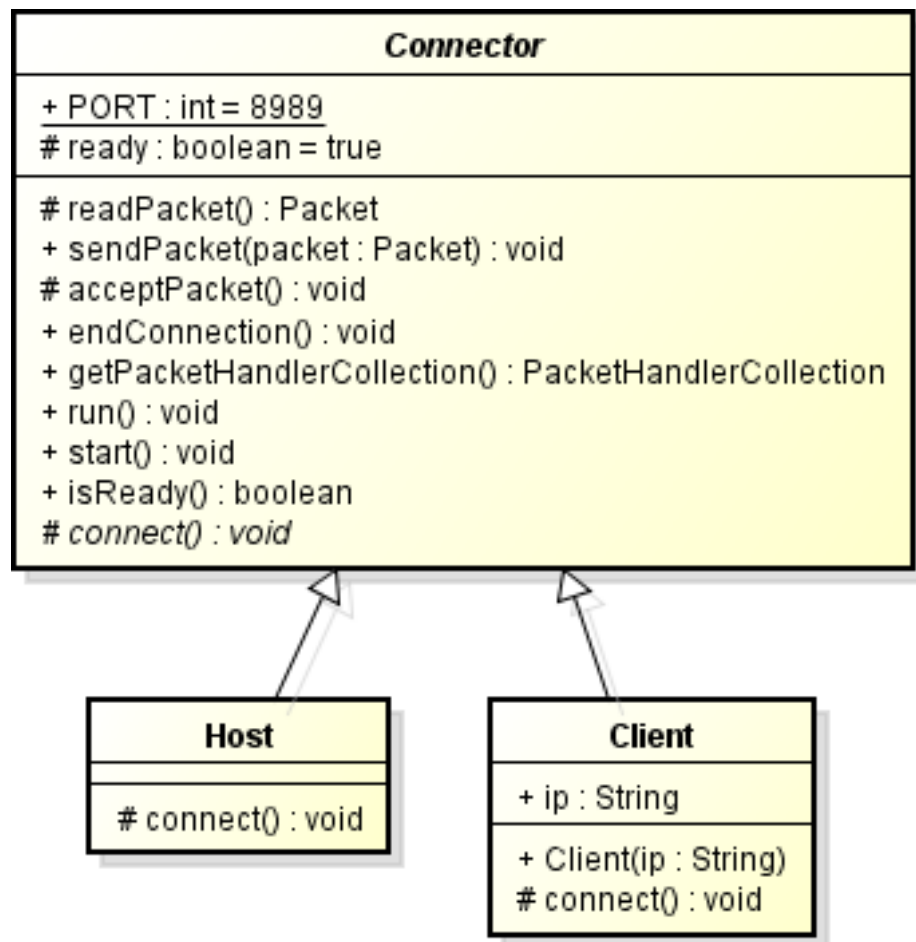 Connector
+ PORT : int = 8989
# ready : boolean = true
# readPacket() : Packet
+ sendPacket(packet : Packet) : void
# acceptPacket() : void
+ endConnection() : void
+ getPacketHandlerCollection() : PacketHandlerCollection
+ run() : void
+ start() : void
+ isReady() : boolean
# connect() : void
Host
# connect() : void
Client
+ ip : String
+ Client(ip : String)
# connect() : void